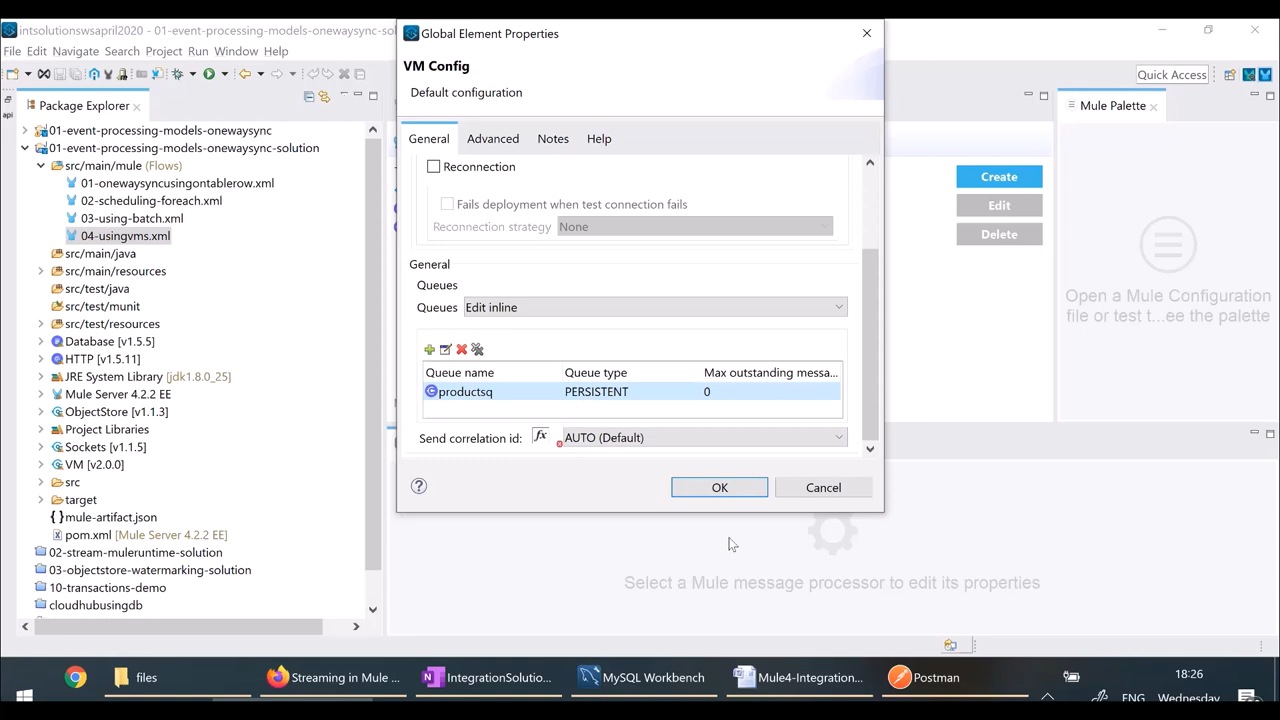 intsolutionswsapril2020 - 01-event-processing-models-onewaysync-so
Global Element Properties
File Edit Navigate Search Project Run Window Help
VM Config
Default configuration
Quick Access
Package Explorer
Mule Palette
api
General Advanced Notes Help
01-event-processing-models-onewaysync
01-event-processing-models-onewaysync-solution
src/main/mule (Flows)
01-onewaysyncusingontablerow.xml
02-scheduling-foreach.xml
03-using-batch.xml
04-usingvms.xml
src/main/java
src/main/resources
src/test/java
src/test/munit
src/test/resources
Database [v1.5.5]
HTTP [v1.5.11]
JRE System Library [jdk1.8.0_25]
Mule Server 4.2.2 EE
ObjectStore [v1.1.3]
Project Libraries
Sockets [v1.1.5]
VM [v2.0.0]
src
target
mule-artifact.json
pom.xml [Mule Server 4.2.2 EE]
02-stream-muleruntime-solution
03-objectstore-watermarking-solution
10-transactions-demo
cloudhubusingdb
Reconnection
Fails deployment when test connection fails
Reconnection strategy None
General
Queues
Queues Edit inline
Queue name Queue type Max outstanding messa...
productsq PERSISTENT 0
Send correlation id: fx AUTO (Default)
OK Cancel
Create
Edit
Delete
Open a Mule Configuration
file or test t...ee the palette
Select a Mule message processor to edit its properties
files
Streaming in Mule ...
IntegrationSolutio...
MySQL Workbench
Mule4-Integration...
Postman
18:26
ENG Wednesday